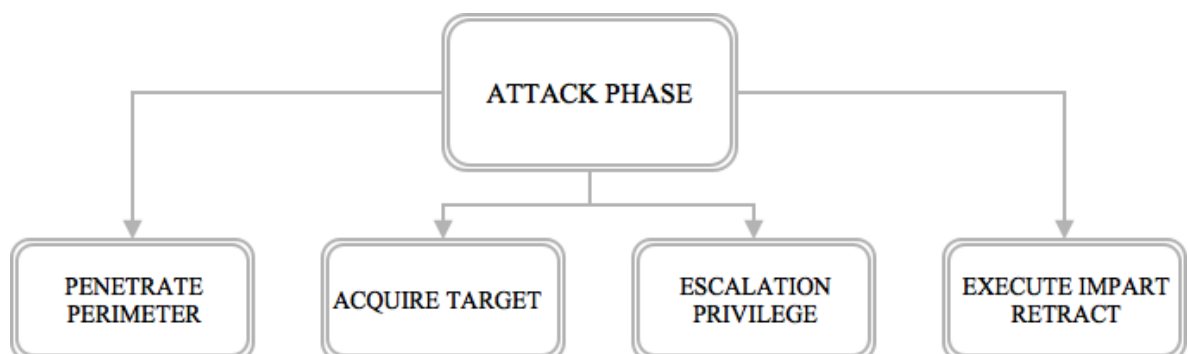 ATTACK PHASE
PENETRATE
PERIMETER
ACQUIRE TARGET
ESCALATION
PRIVILEGE
EXECUTE IMPART
RETRACT